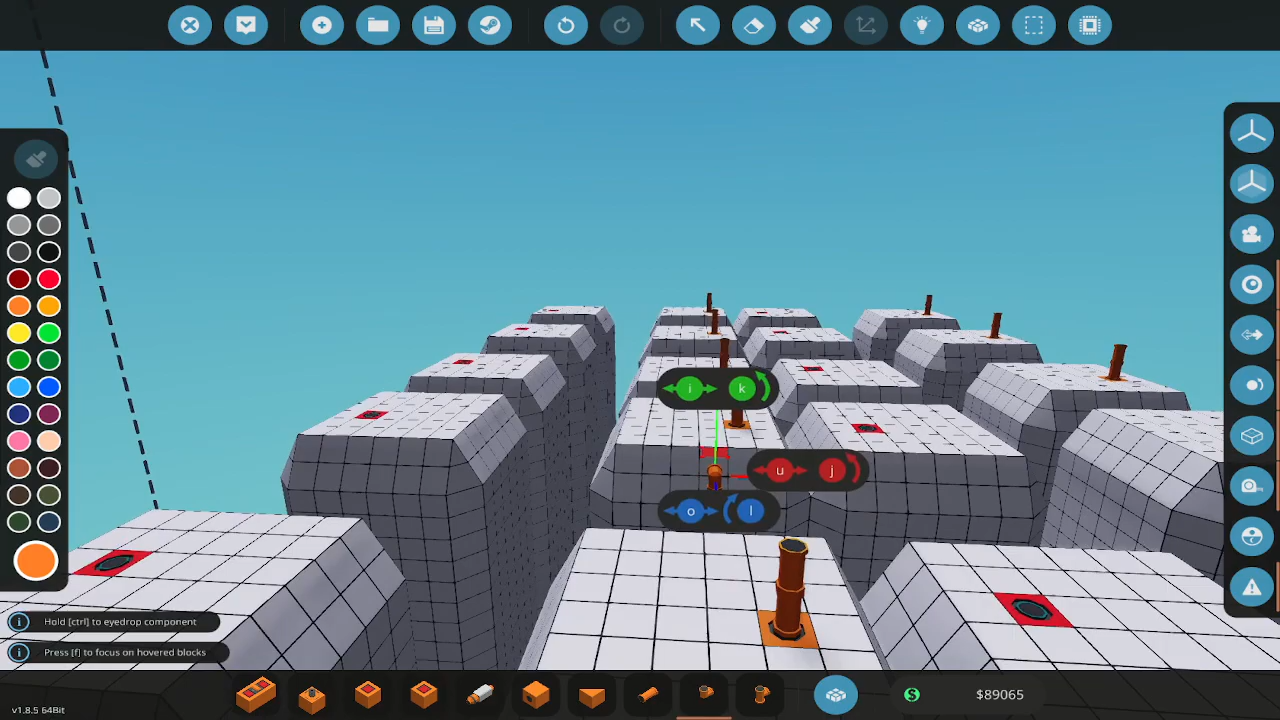 i k
u j
o l
Hold [ctrl] to eyedrop component
Press [f] to focus on hovered blocks
v1.8.5 64Bit
$ $89065